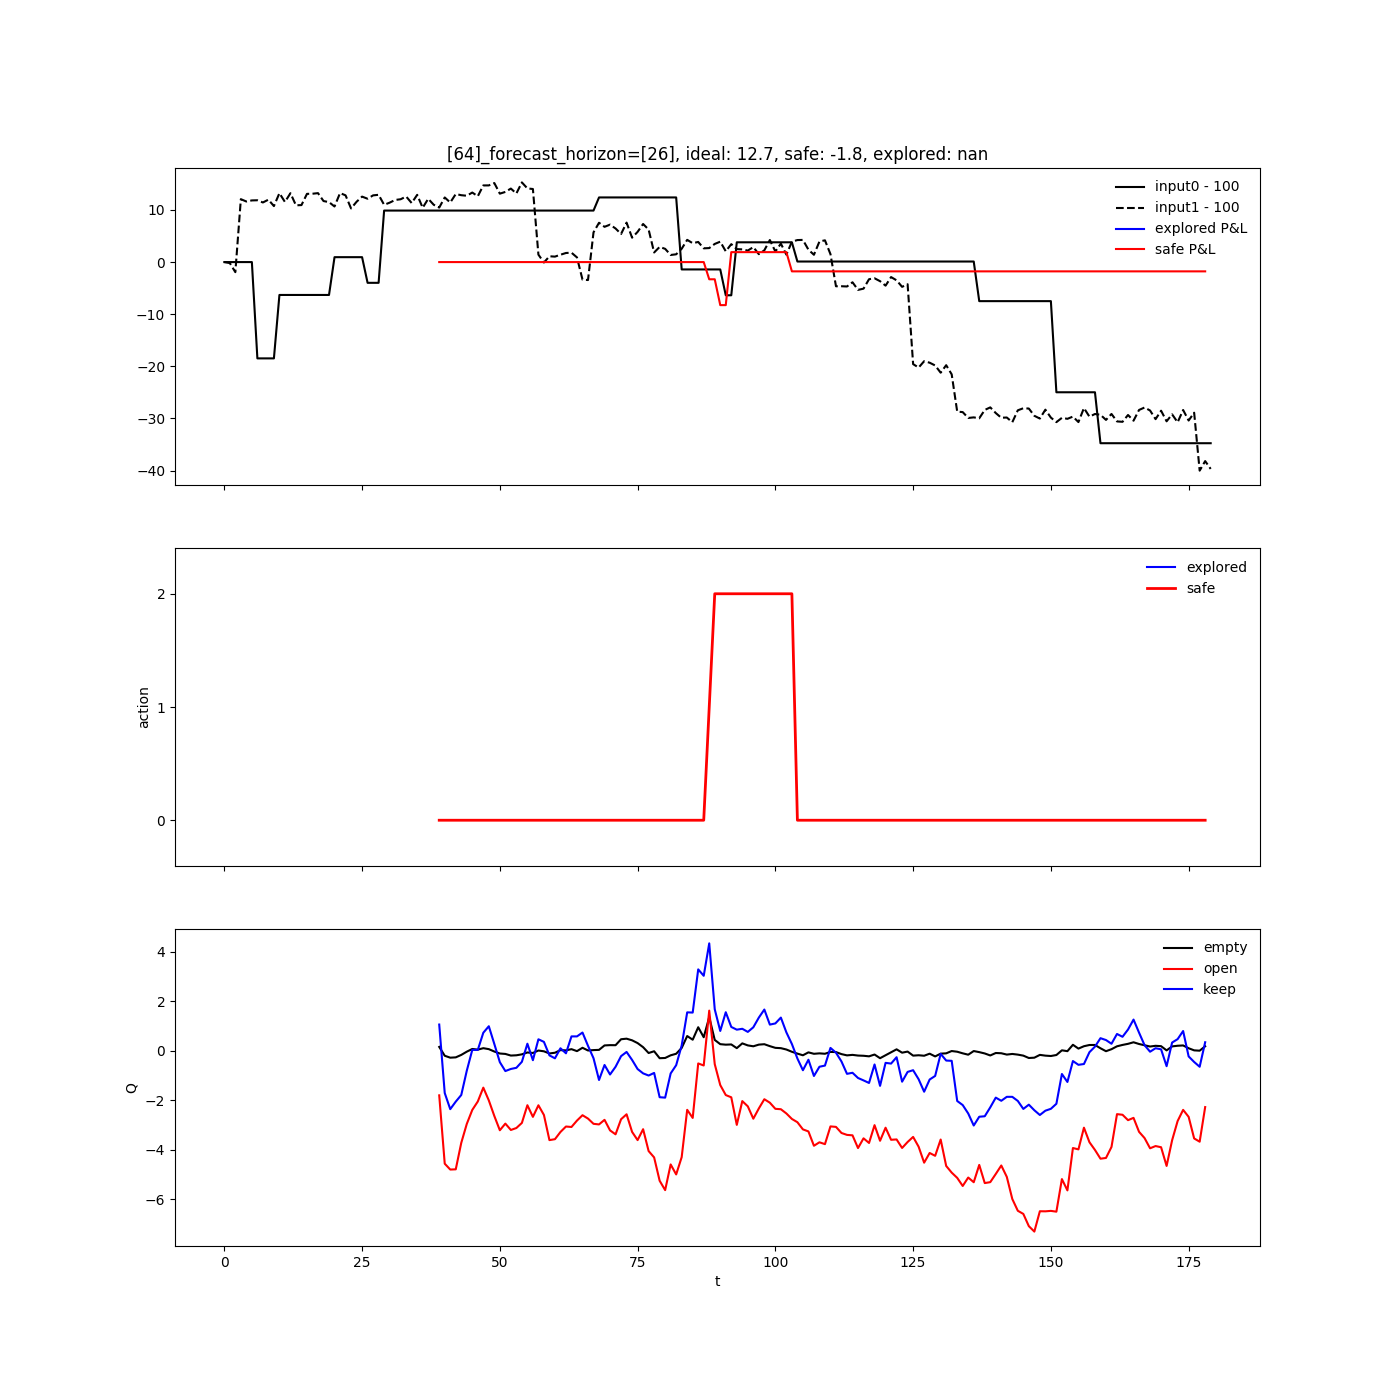 [64]_forecast_horizon=[26], ideal: 12.7, safe: -1.8, explored: nan
input0 - 100
input1 - 100
explored P&L
safe P&L
10
0
−10
−20
−30
−40
explored
safe
2
1
0
action
empty
open
keep
4
2
0
−2
−4
−6
Q
0 25 50 75 100 125 150 175
t